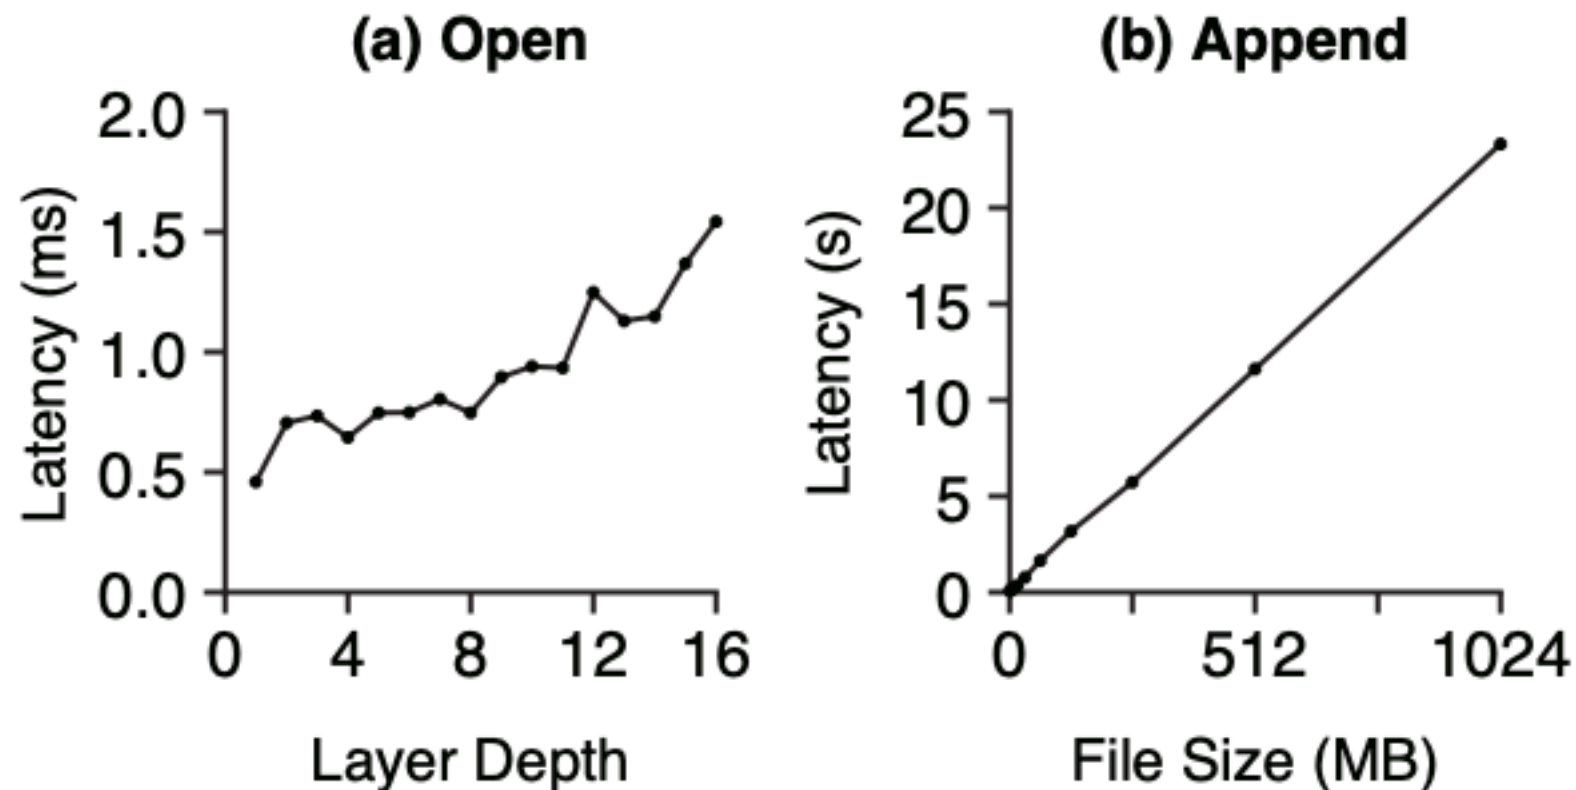 (a) Open
2.0
1.5
1.0
0.5
0.0
Latency (ms)
0 4 8 12 16
Layer Depth
(b) Append
25
20
15
10
5
0
Latency (s)
0 512 1024
File Size (MB)